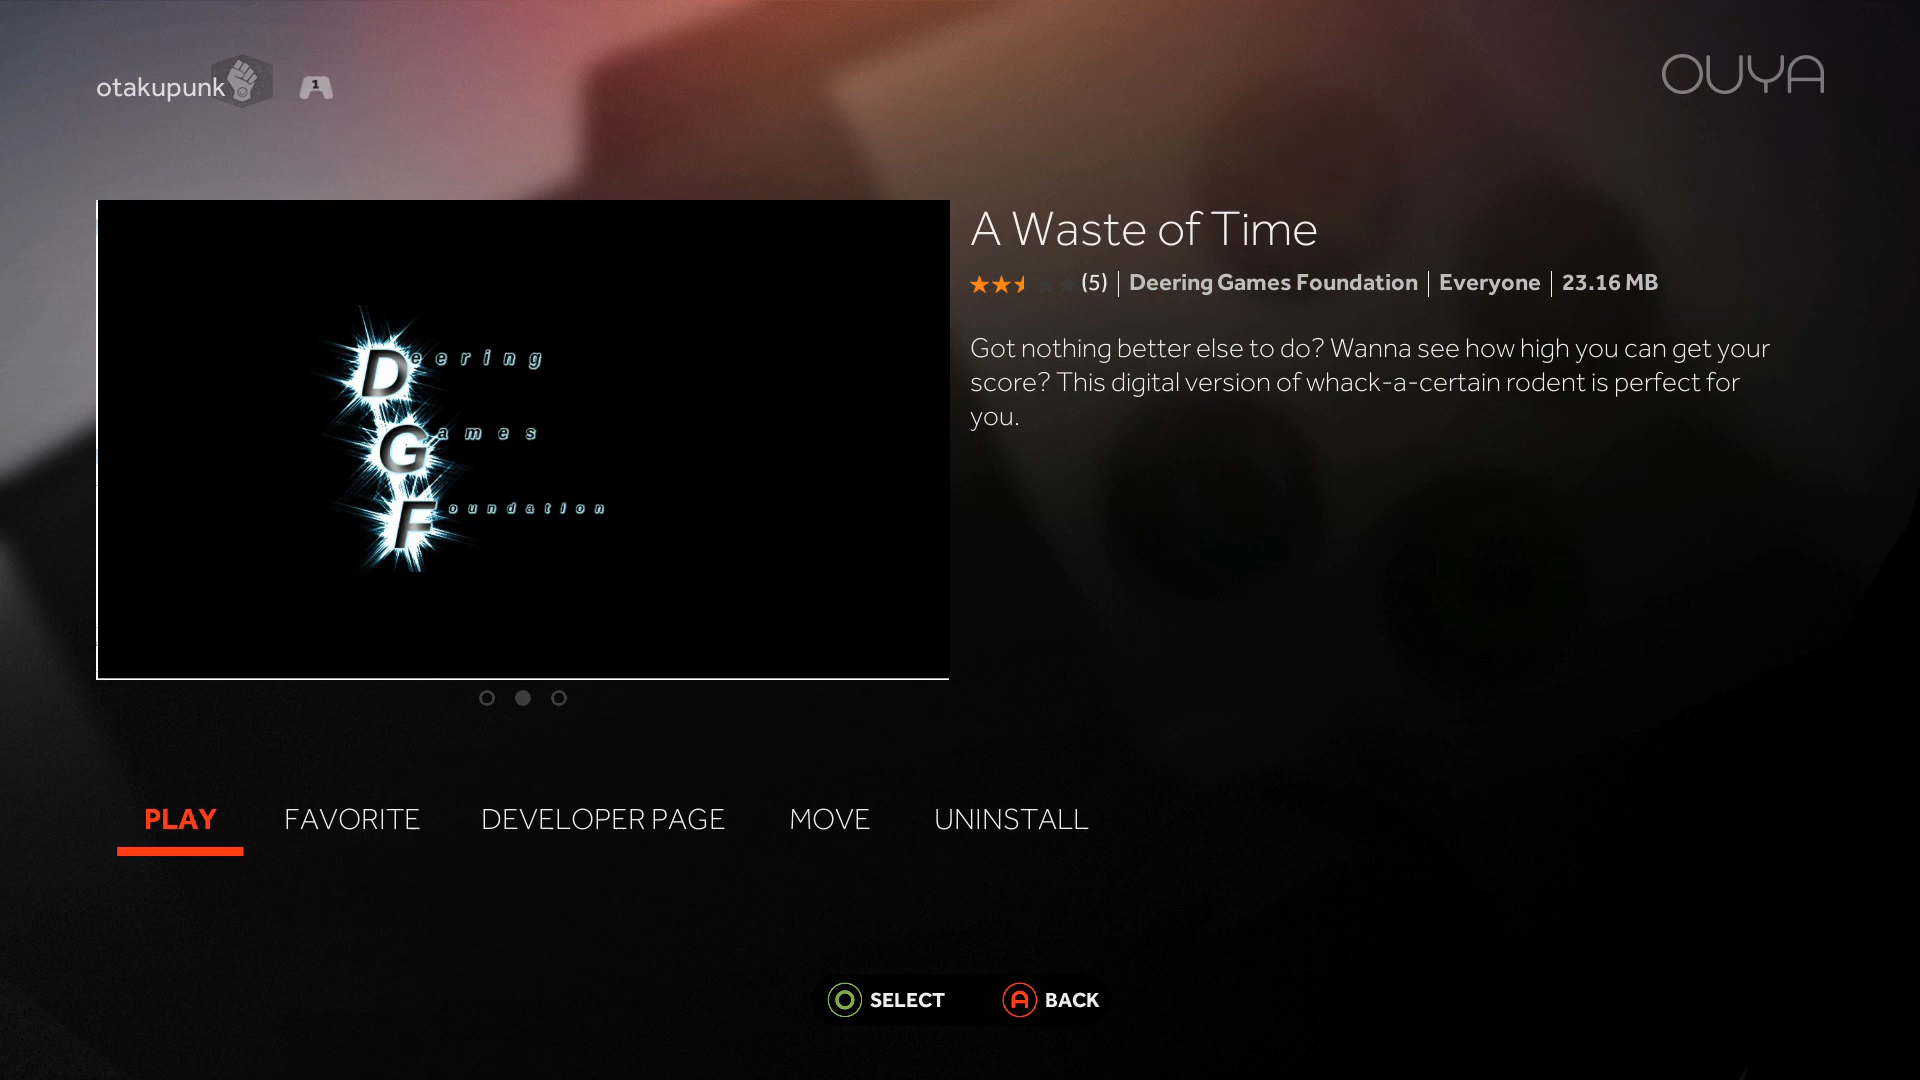 otakupunk
1
OUYA
Deering
Games
Foundation
A Waste of Time
(5) | Deering Games Foundation | Everyone | 23.16 MB
Got nothing better else to do? Wanna see how high you can get your
score? This digital version of whack-a-certain rodent is perfect for
you.
PLAY FAVORITE DEVELOPER PAGE MOVE UNINSTALL
O SELECT A BACK